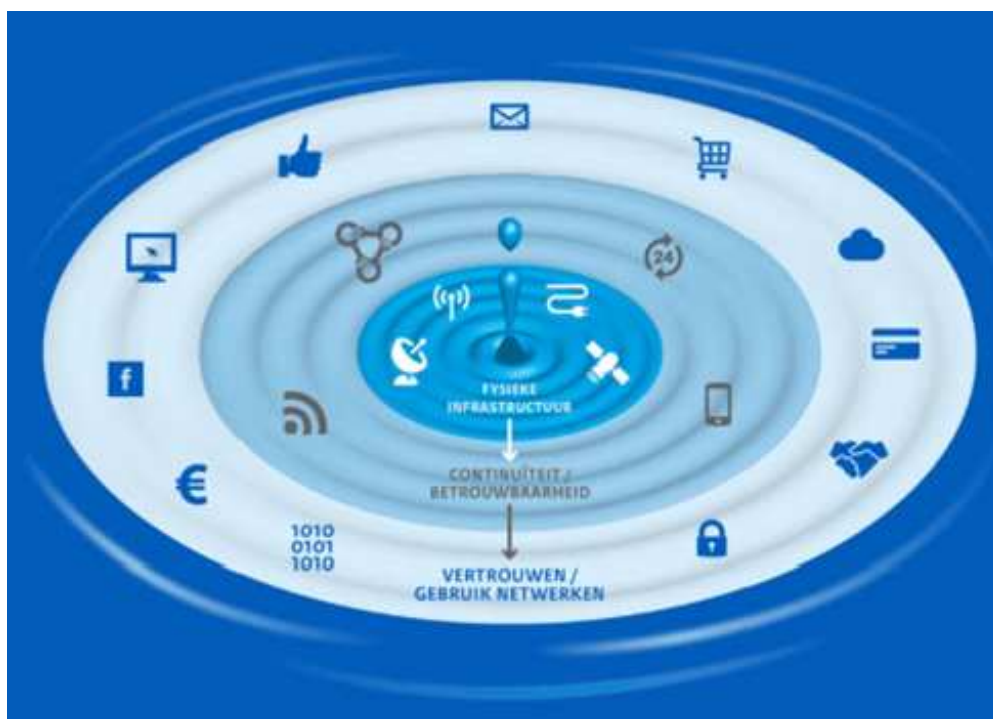 24
f
€
FYSIEKE
INFRASTRUCTUUR
CONTINUÏTEIT /
BETROUWBAARHEID
1010
0101
1010
VERTROUWEN /
GEBRUIK NETWERKEN